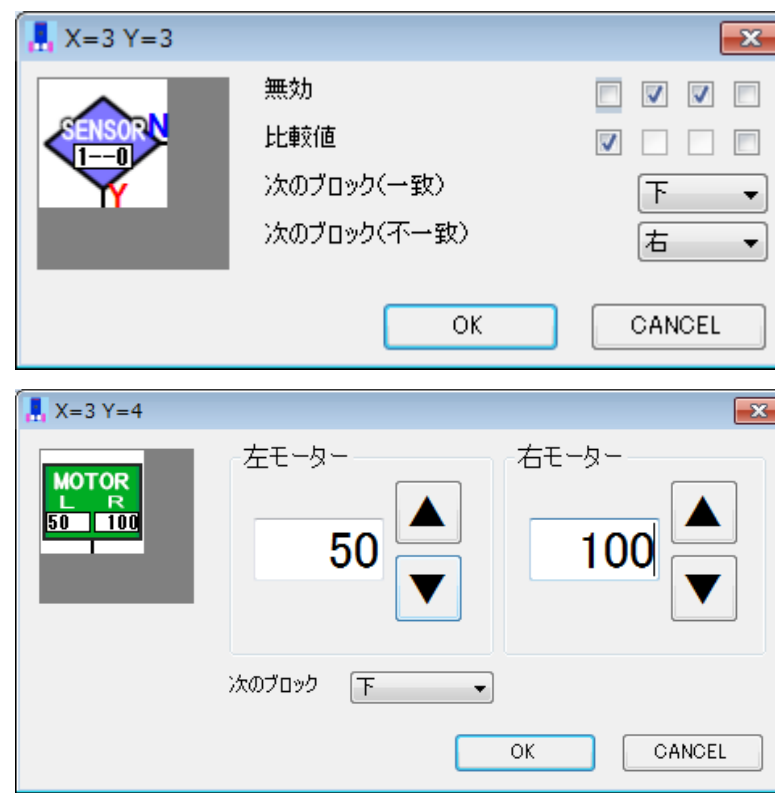 X=3 Y=3
無効
SENSOR N
1--0
Y
比較値
次のブロック(一致) 下
次のブロック(不一致) 右
OK CANCEL
X=3 Y=4
MOTOR
L R
50 100
左モーター 右モーター
50 100
次のブロック 下
OK CANCEL